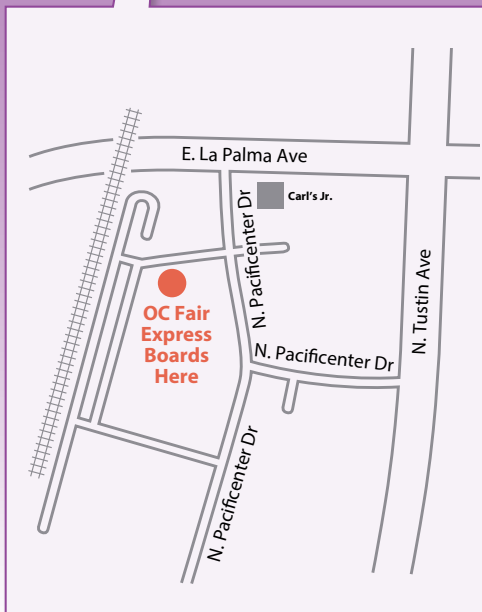 E. La Palma Ave
Carl's Jr.
N. Pacificenter Dr
N. Tustin Ave
OC Fair
Express
Boards
Here
N. Pacificenter Dr
N. Pacificenter Dr